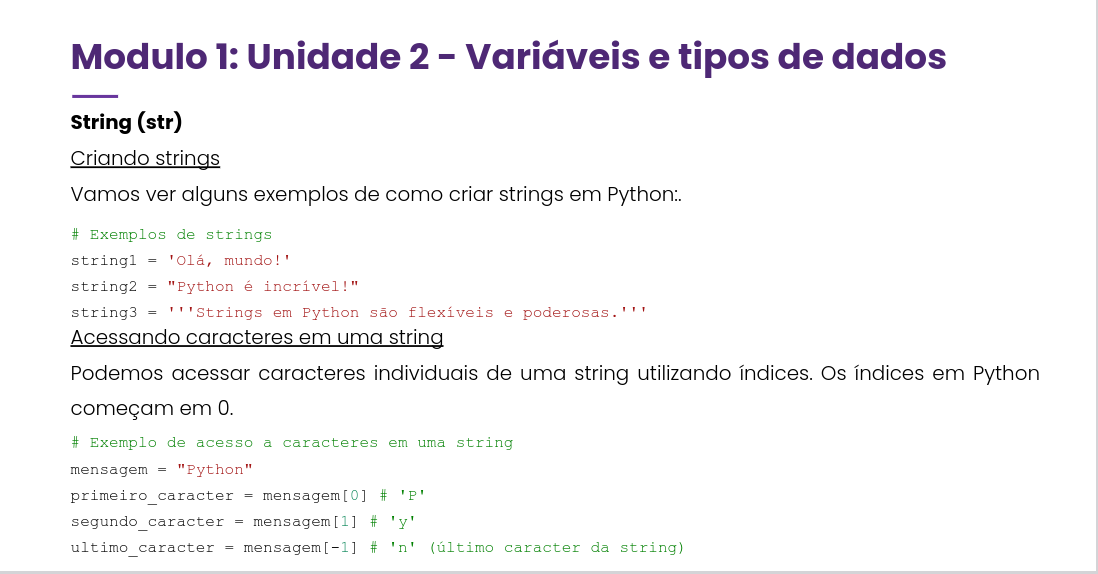 Modulo 1: Unidade 2 - Variáveis e tipos de dados
String (str)
Criando strings
Vamos ver alguns exemplos de como criar strings em Python:.
# Exemplos de strings
string1 = 'Olá, mundo!'
string2 = "Python é incrível!"
string3 = '''Strings em Python são flexíveis e poderosas.'''
Acessando caracteres em uma string
Podemos acessar caracteres individuais de uma string utilizando índices. Os índices em Python
começam em 0.
# Exemplo de acesso a caracteres em uma string
mensagem = "Python"
primeiro_caracter = mensagem[0] # 'P'
segundo_caracter = mensagem[1] # 'y'
ultimo_caracter = mensagem[-1] # 'n' (último caracter da string)